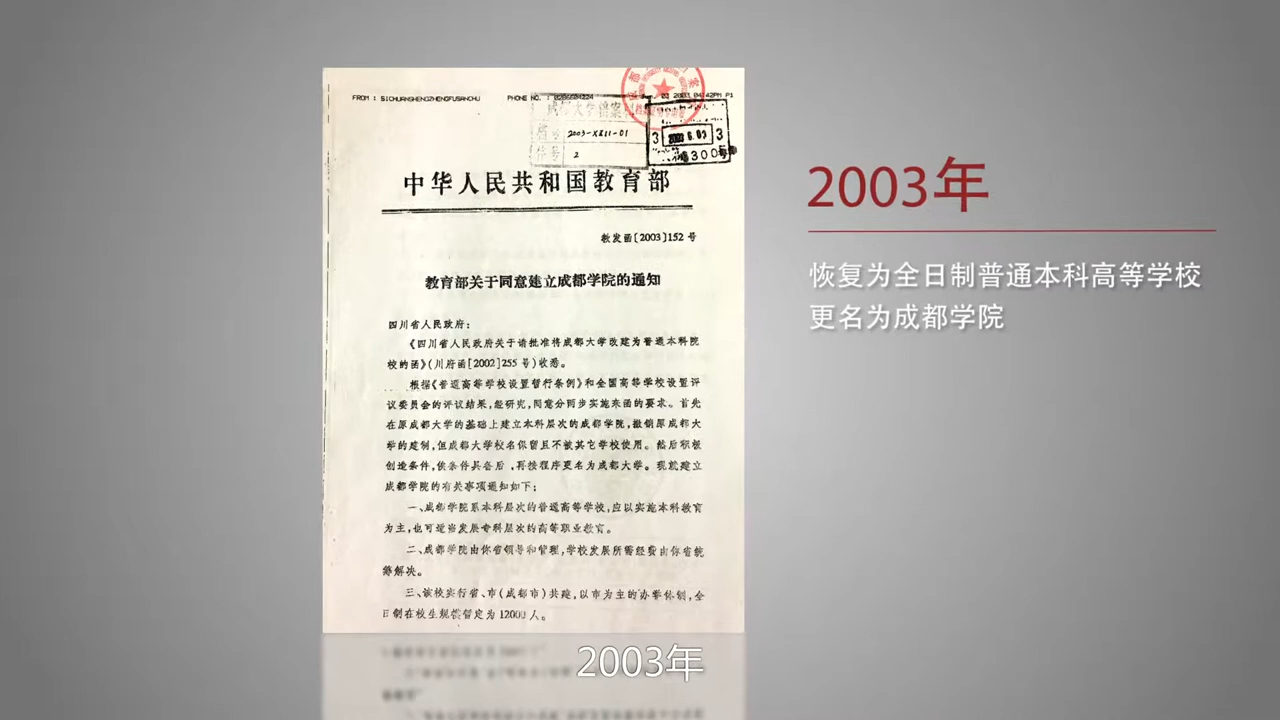 FROM : SICHUANSHENGZHENGFUSANCHU
PHONE NO. :
2003-XZ11-01
2
中华人民共和国教育部
教发函[2003]152 号
教育部关于同意建立成都学院的通知
四川省人民政府：
《四川省人民政府关于请批准将成都大学改建为普通本科院
校的函》(川府函[2002]255 号)收悉。
根据《普通高等学校设置暂行条例》和全国高等学校设置评
议委员会的评议结果，经研究，同意分两步实施来函的要求。首先
在原成都大学的基础上建立本科层次的成都学院，撤销原成都大
学的建制，但成都大学校名保留且不被其它学校使用。然后积极
创造条件，俟条件具备后，再按程序更名为成都大学。现就建立
成都学院的有关事项通知如下：
一、成都学院系本科层次的普通高等学校，应以实施本科教育
为主，也可适当发展专科层次的高等职业教育。
二、成都学院由你省领导和管理，学校发展所需经费由你省统
筹解决。
三、该校实行省、市(成都市)共建，以市为主的办学体制，全
日制在校生规模暂定为 12000 人。
2003年
恢复为全日制普通本科高等学校
更名为成都学院
2003年